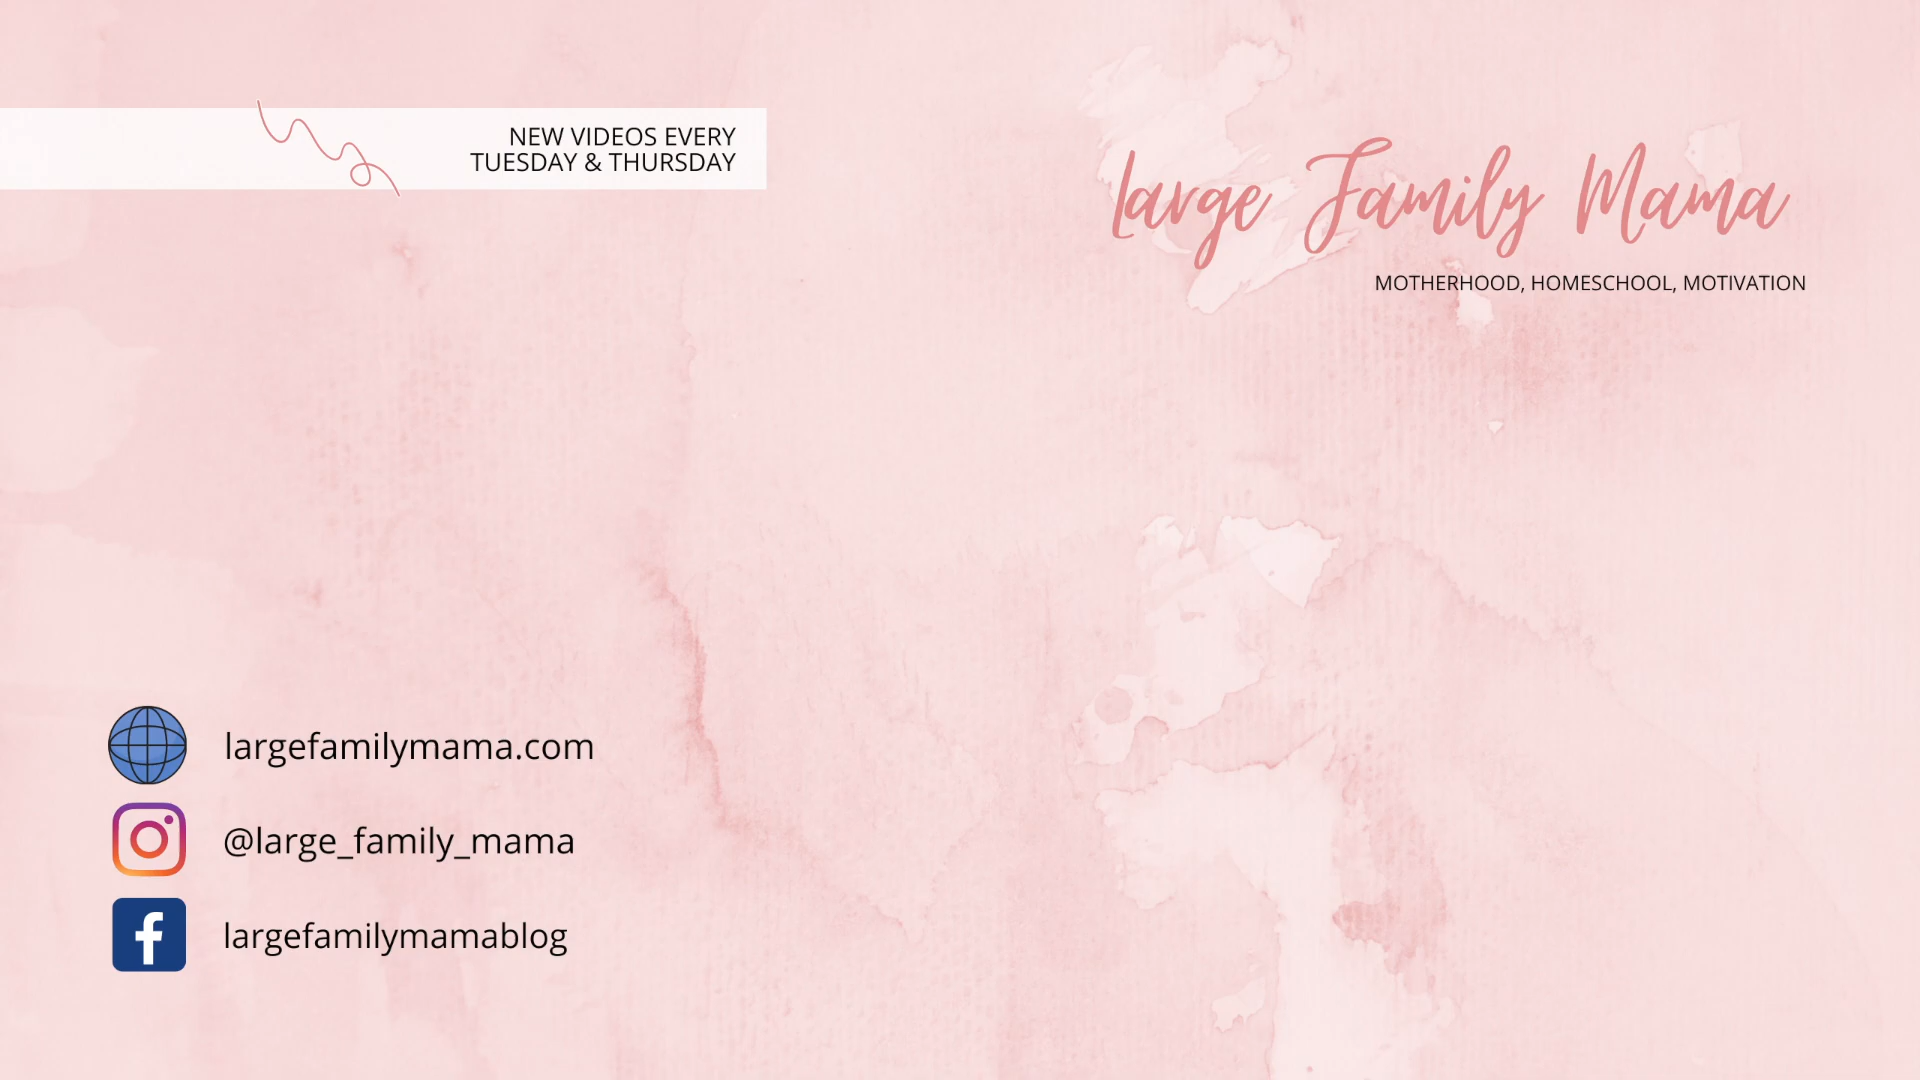 NEW VIDEOS EVERY
TUESDAY & THURSDAY
Large Family Mama
MOTHERHOOD, HOMESCHOOL, MOTIVATION
largefamilymama.com
@large_family_mama
largefamilymamablog